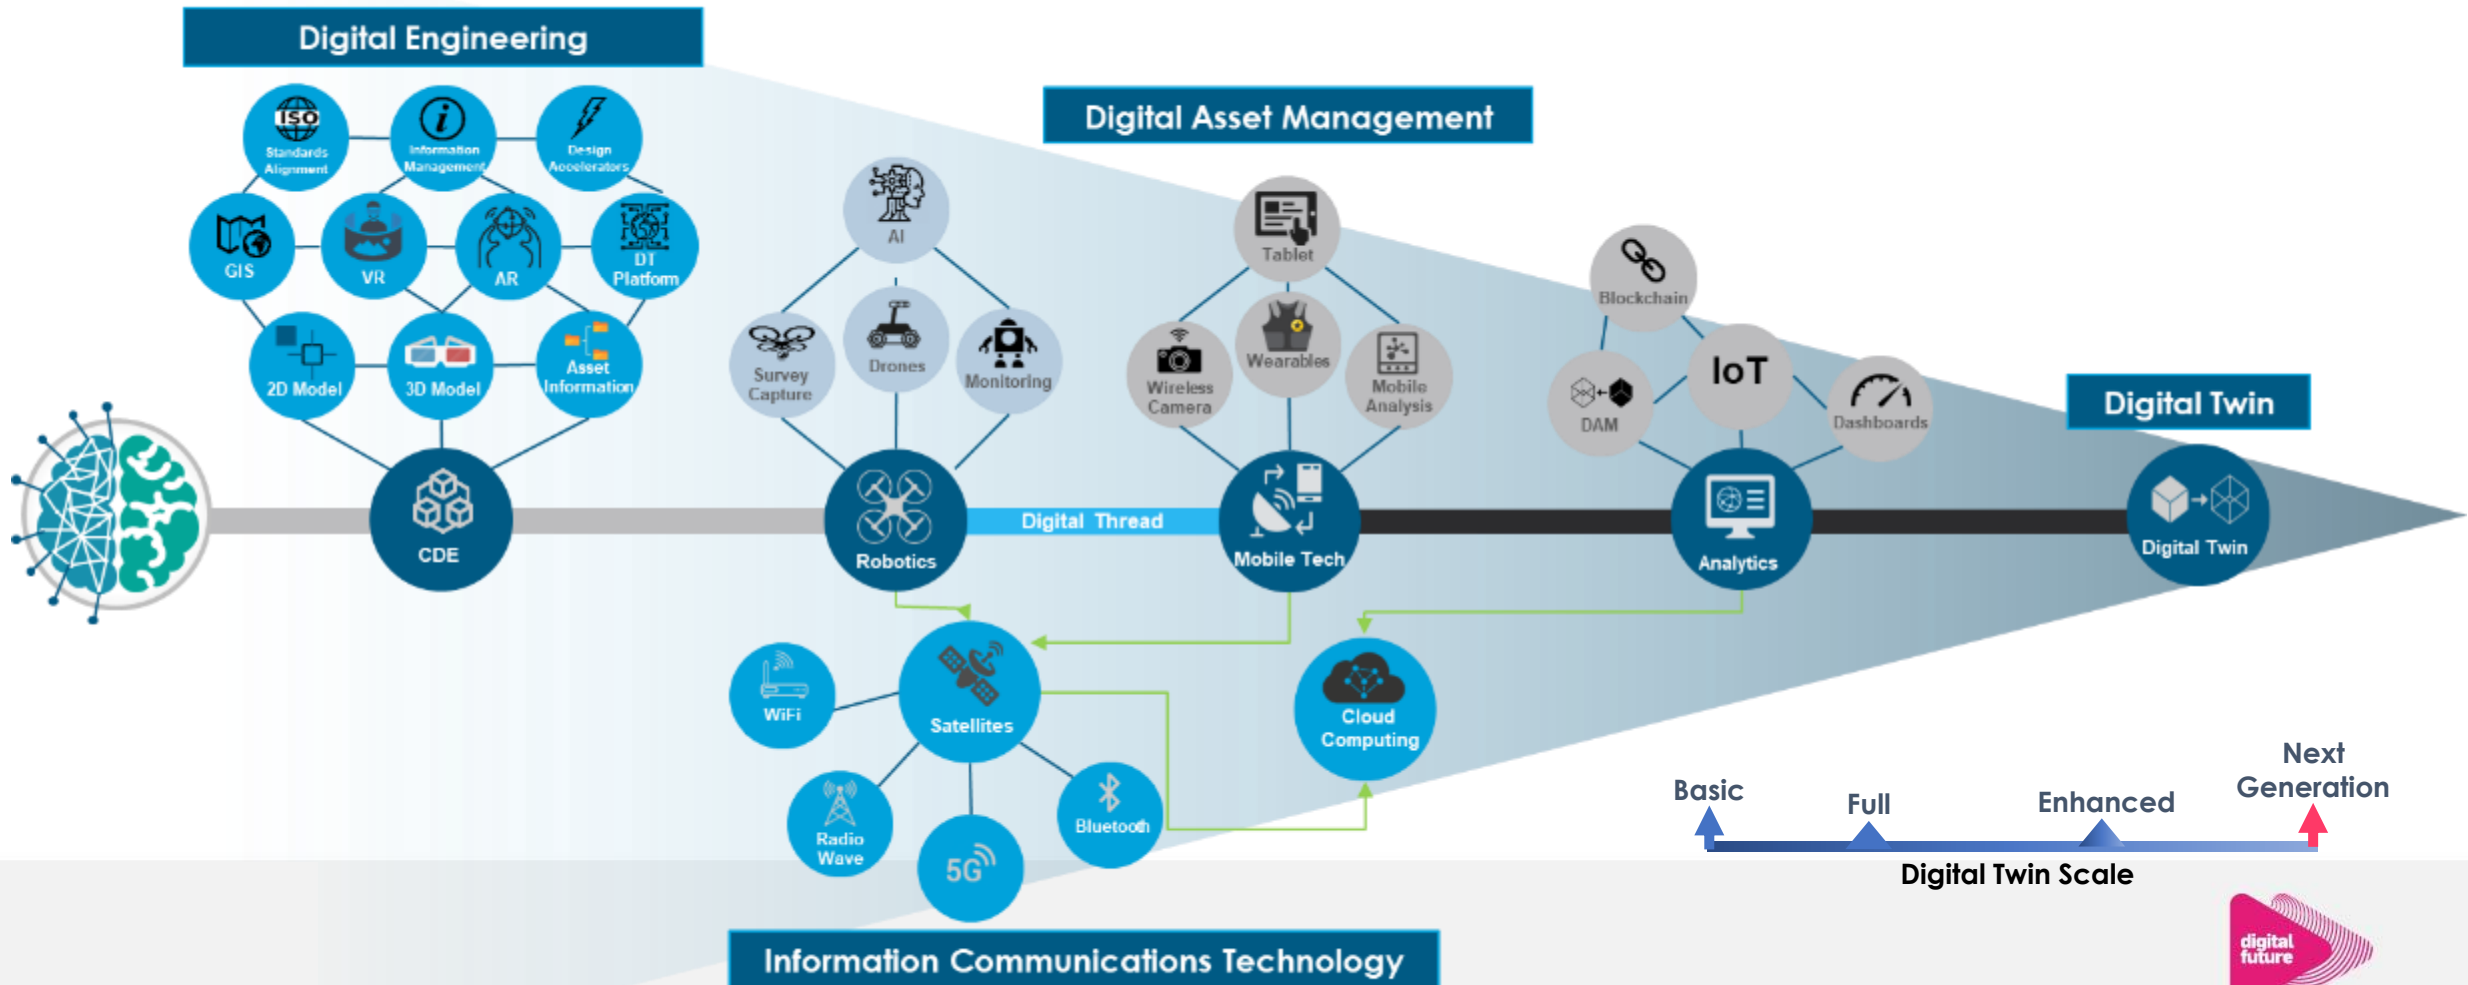 Digital Engineering
ISO
Standards
Alignment
Information
Management
Design
Accelerators
GIS
VR
AR
DT
Platform
2D Model
3D Model
Asset
Information
CDE
Digital Asset Management
AI
Survey
Capture
Drones
Monitoring
Robotics
Digital Thread
Tablet
Wireless
Camera
Wearables
Mobile
Analysis
Mobile Tech
Blockchain
DAM
IoT
Dashboards
Analytics
Digital Twin
Digital Twin
WiFi
Satellites
Radio
Wave
5G
Bluetooth
Cloud
Computing
Information Communications Technology
Basic
Full
Enhanced
Next
Generation
Digital Twin Scale
digital
future